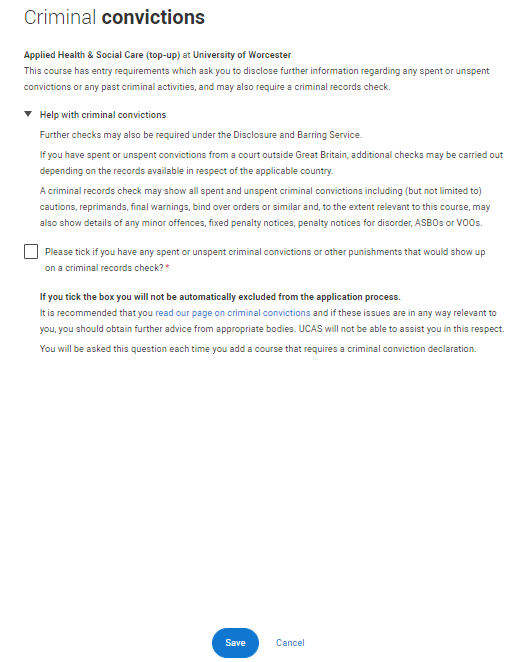 Criminal convictions
Applied Health & Social Care (top-up) at University of Worcester
This course has entry requirements which ask you to disclose further information regarding any spent or unspent
convictions or any past criminal activities, and may also require a criminal records check.
Help with criminal convictions
Further checks may also be required under the Disclosure and Barring Service.
If you have spent or unspent convictions from a court outside Great Britain, additional checks may be carried out
depending on the records available in respect of the applicable country.
A criminal records check may show all spent and unspent criminal convictions including (but not limited to)
cautions, reprimands, final warnings, bind over orders or similar and, to the extent relevant to this course, may
also show details of any minor offences, fixed penalty notices, penalty notices for disorder, ASBOs or VOOs.
Please tick if you have any spent or unspent criminal convictions or other punishments that would show up
on a criminal records check? *
If you tick the box you will not be automatically excluded from the application process.
It is recommended that you read our page on criminal convictions and if these issues are in any way relevant to
you, you should obtain further advice from appropriate bodies. UCAS will not be able to assist you in this respect.
You will be asked this question each time you add a course that requires a criminal conviction declaration.
Save Cancel